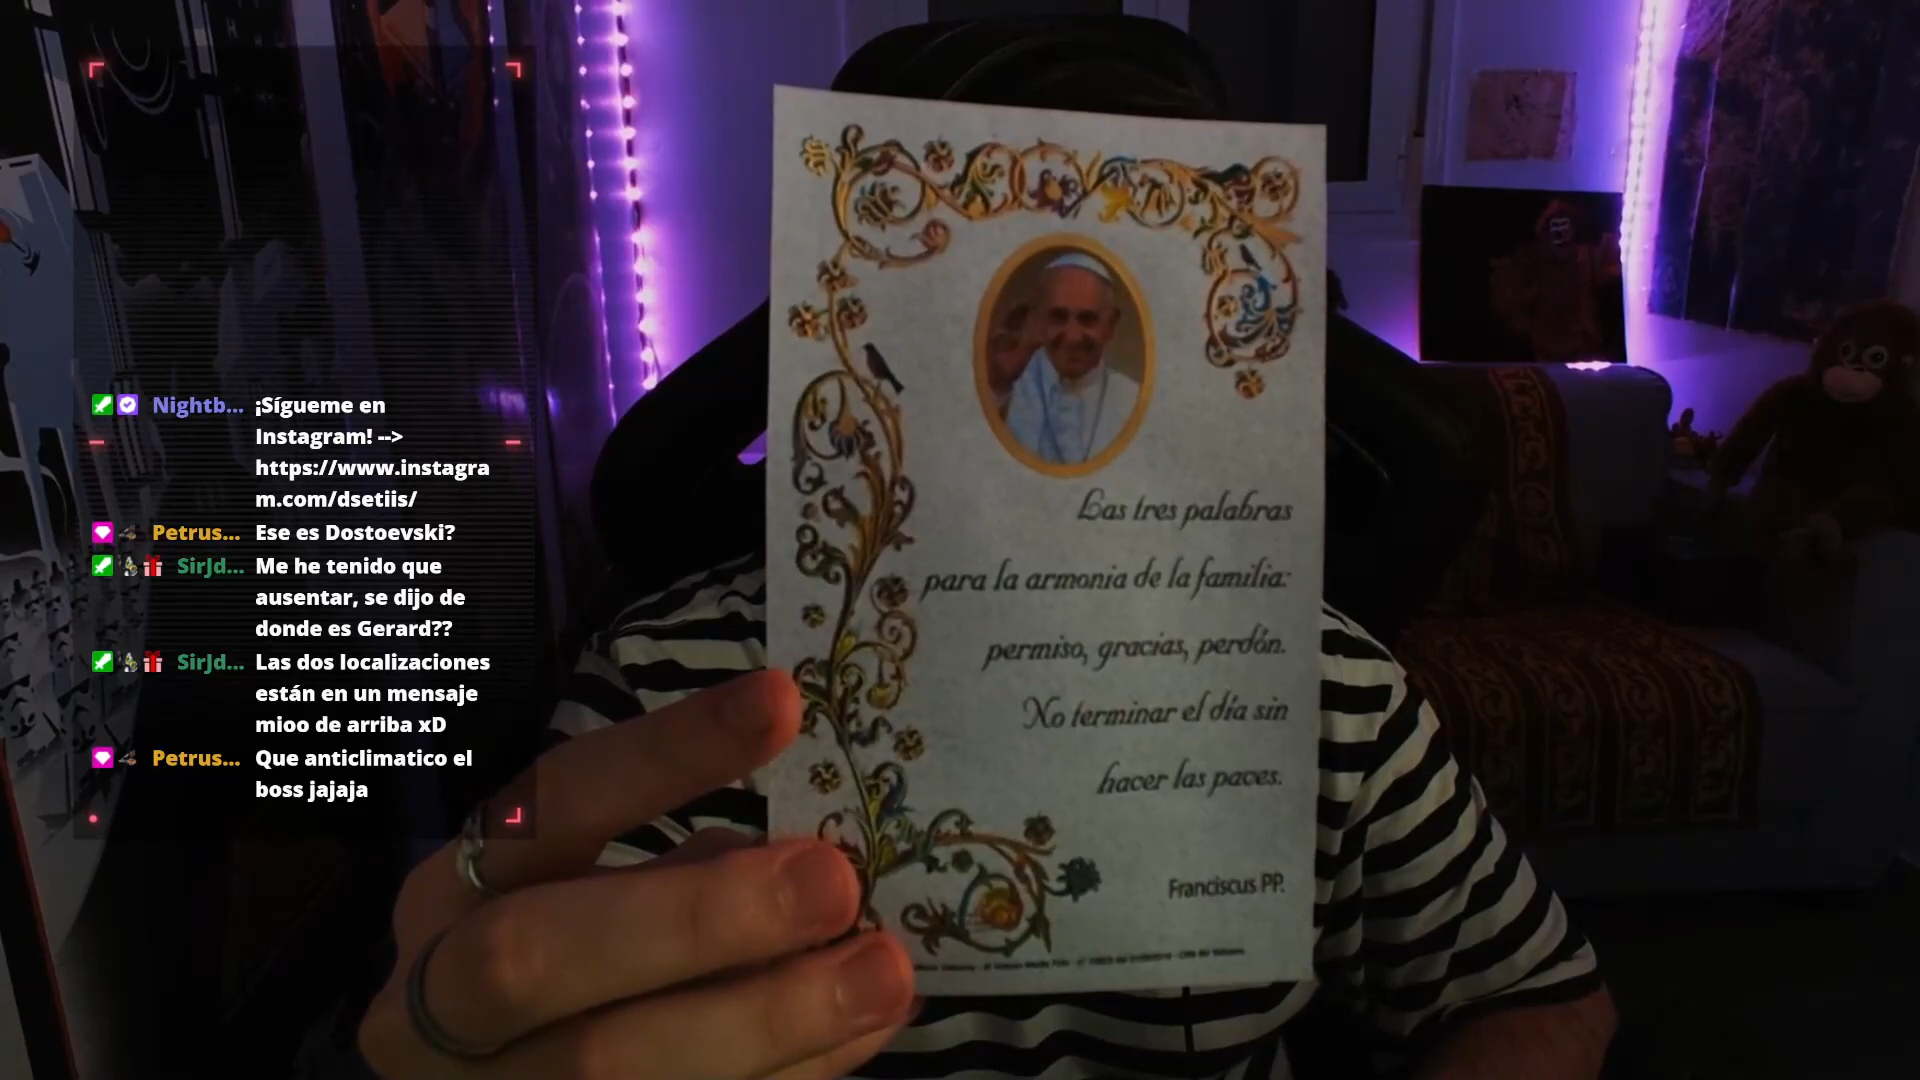 Nightb... ¡Sígueme en
Instagram! -->
https://www.instagra
m.com/dsetiis/
Petrus... Ese es Dostoevski?
SirJd... Me he tenido que
ausentar, se dijo de
donde es Gerard??
SirJd... Las dos localizaciones
están en un mensaje
mioo de arriba xD
Petrus... Que anticlimatico el
boss jajaja
Las tres palabras
para la armonia de la familia:
permiso, gracias, perdón.
No terminar el día sin
hacer las paces.
Franciscus PP.